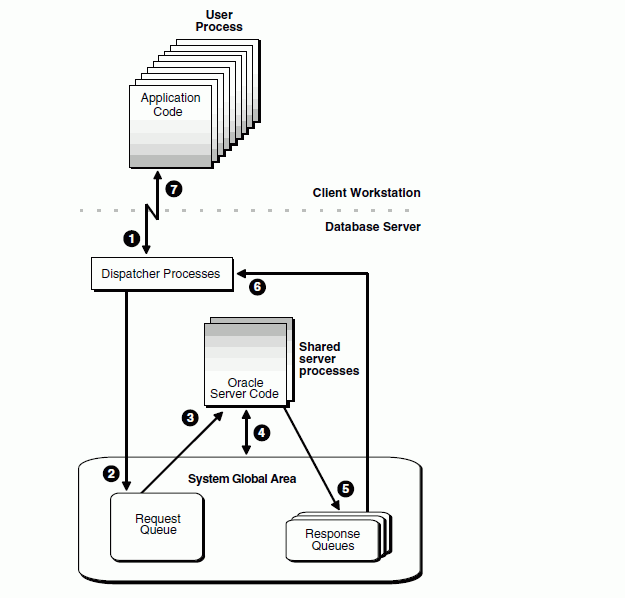 User
Process
Application
Code
7
Client Workstation
Database Server
1
Dispatcher Processes
6
Shared
server
processes
Oracle
Server Code
3
4
2
System Global Area
5
Request
Queue
Response
Queues